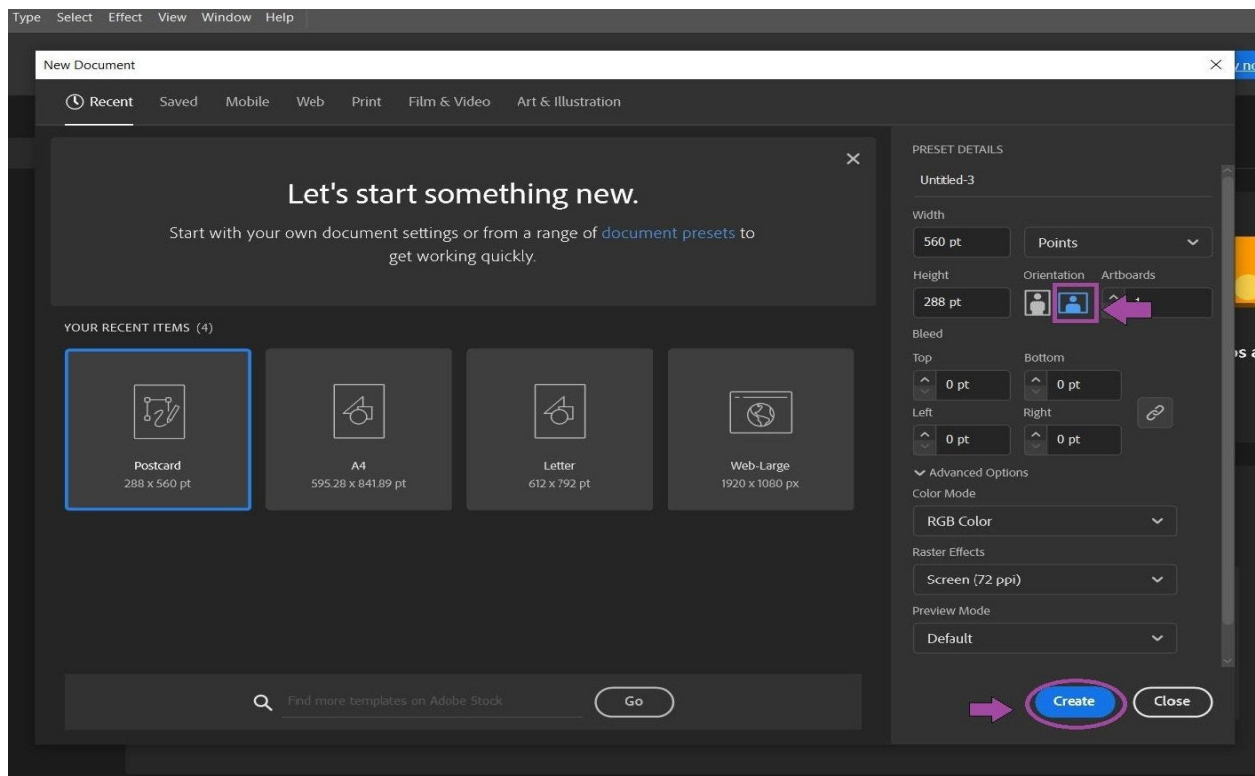 Type Select Effect View Window Help
New Document
Recent Saved Mobile Web Print Film & Video Art & Illustration
Let's start something new.
Start with your own document settings or from a range of document presets to
get working quickly.
YOUR RECENT ITEMS (4)
Postcard
288 x 560 pt
A4
595.28 x 841.89 pt
Letter
612 x 792 pt
Web-Large
1920 x 1080 px
Find more templates on Adobe Stock
Go
PRESET DETAILS
Untitled-3
Width
560 pt Points
Height Orientation Artboards
288 pt
Bleed
Top Bottom
0 pt 0 pt
Left Right
0 pt 0 pt
Advanced Options
Color Mode
RGB Color
Raster Effects
Screen (72 ppi)
Preview Mode
Default
Create Close